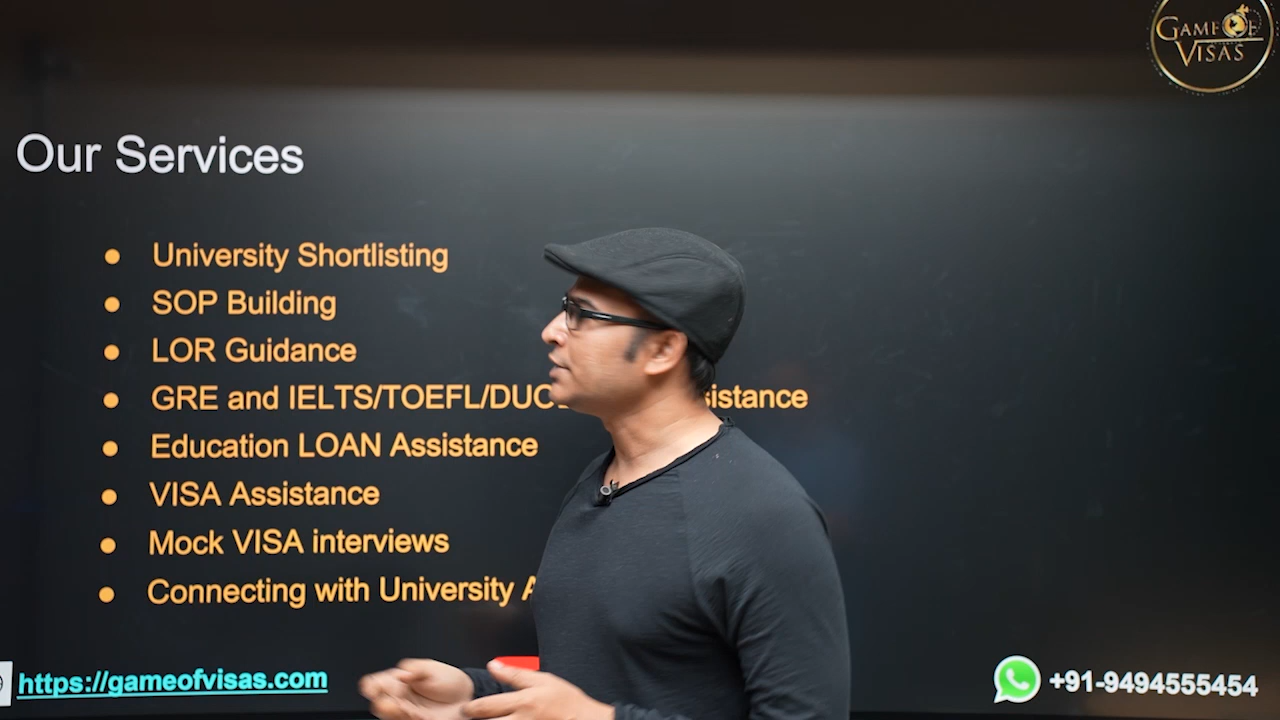 GAME OF
VISAS
Our Services
• University Shortlisting
• SOP Building
• LOR Guidance
• GRE and IELTS/TOEFL/DUO sistance
• Education LOAN Assistance
• VISA Assistance
• Mock VISA interviews
• Connecting with University A
https://gameofvisas.com
+91-9494555454